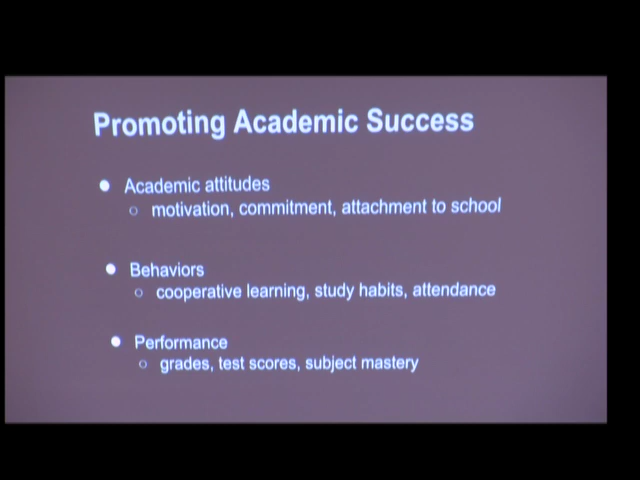 Promoting Academic Success
● Academic attitudes
○ motivation, commitment, attachment to school
● Behaviors
○ cooperative learning, study habits, attendance
● Performance
○ grades, test scores, subject mastery